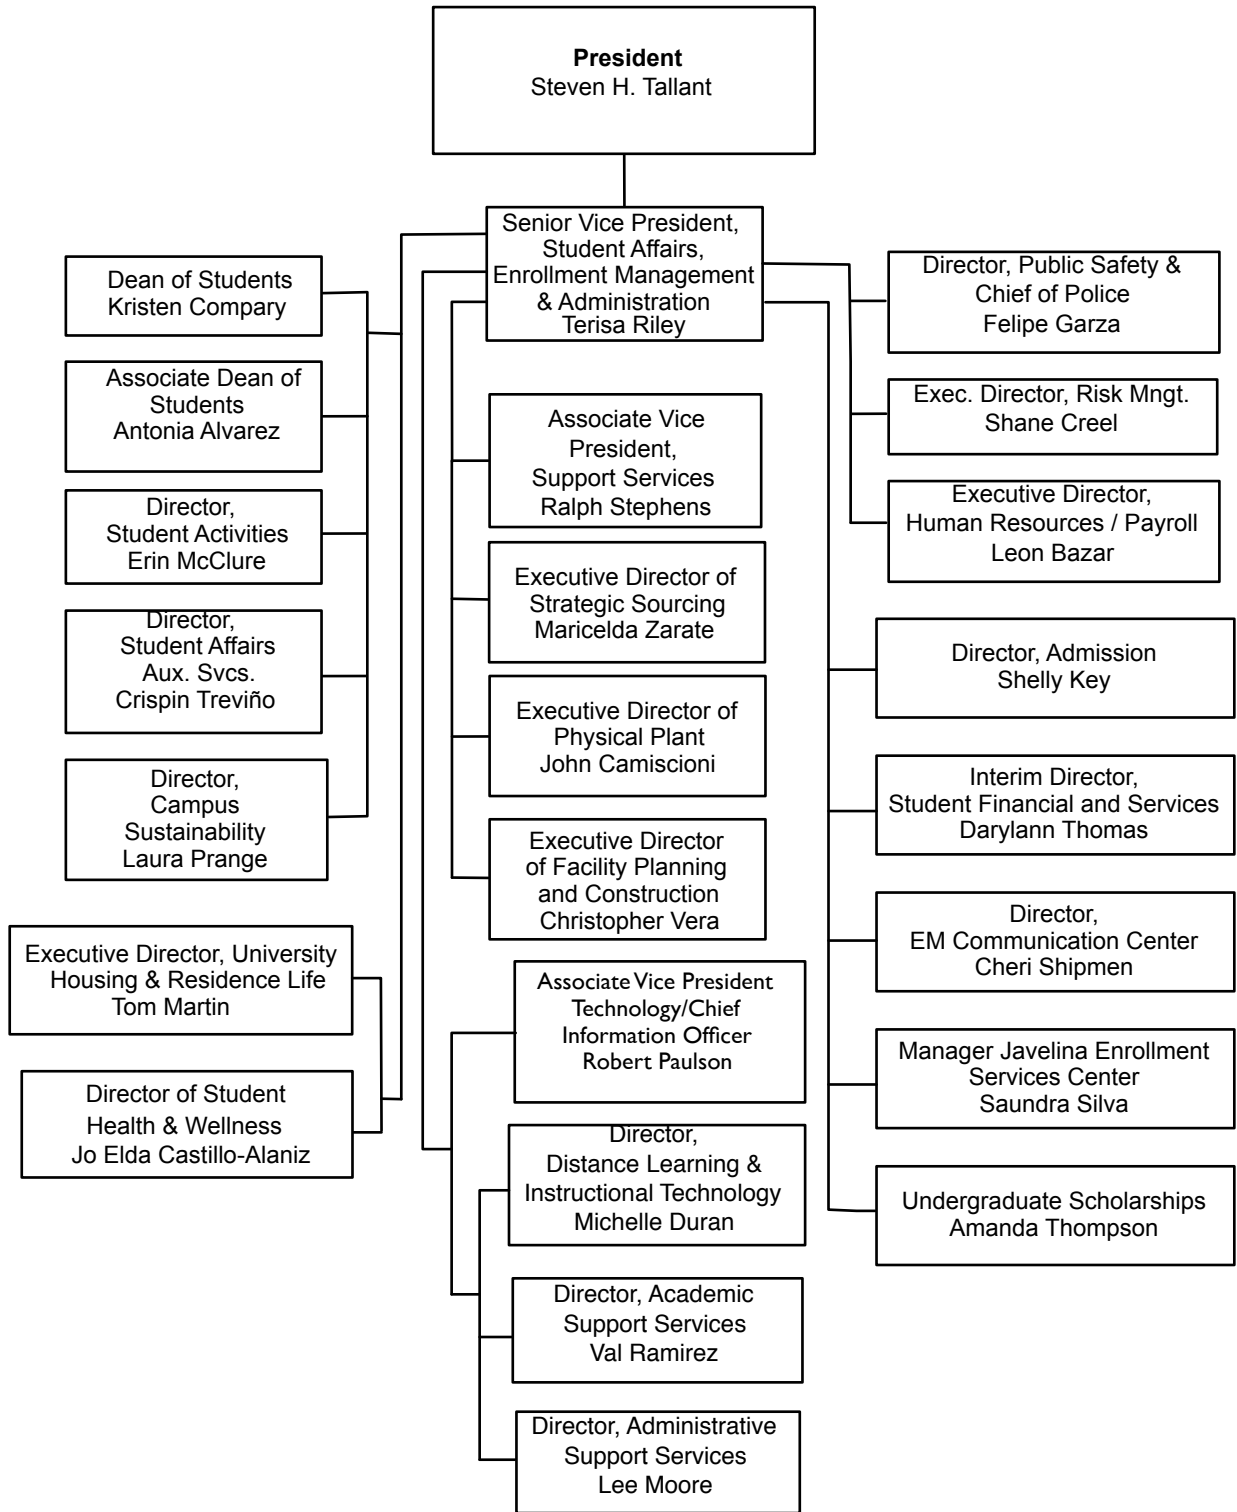 President
Steven H. Tallant
Senior Vice President,
Student Affairs,
Enrollment Management
& Administration
Terisa Riley
Dean of Students
Kristen Compary
Associate Dean of
Students
Antonia Alvarez
Director,
Student Activities
Erin McClure
Director,
Student Affairs
Aux. Svcs.
Crispin Treviño
Director,
Campus
Sustainability
Laura Prange
Executive Director, University
Housing & Residence Life
Tom Martin
Director of Student
Health & Wellness
Jo Elda Castillo-Alaniz
Associate Vice
President,
Support Services
Ralph Stephens
Executive Director of
Strategic Sourcing
Maricelda Zarate
Executive Director of
Physical Plant
John Camiscioni
Executive Director
of Facility Planning
and Construction
Christopher Vera
Associate Vice President
Technology/Chief
Information Officer
Robert Paulson
Director,
Distance Learning &
Instructional Technology
Michelle Duran
Director, Academic
Support Services
Val Ramirez
Director, Administrative
Support Services
Lee Moore
Director, Public Safety &
Chief of Police
Felipe Garza
Exec. Director, Risk Mngt.
Shane Creel
Executive Director,
Human Resources / Payroll
Leon Bazar
Director, Admission
Shelly Key
Interim Director,
Student Financial and Services
Darylann Thomas
Director,
EM Communication Center
Cheri Shipmen
Manager Javelina Enrollment
Services Center
Saundra Silva
Undergraduate Scholarships
Amanda Thompson